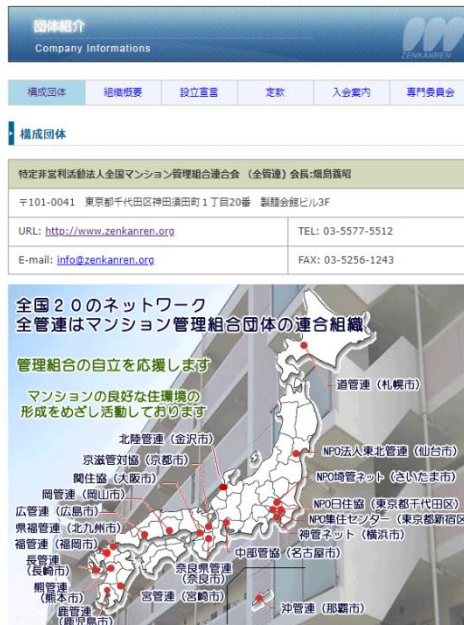 団体紹介
Company Informations
ZENKANREN
構成団体
組織概要
設立宣言
定款
入会案内
専門委員会
構成団体
特定非営利活動法人全国マンション管理組合連合会 (全管連) 会長:畑島義昭
〒101-0041 東京都千代田区神田須田町1丁目20番 製麺会館ビル3F
URL: http://www.zenkanren.org
TEL: 03-5577-5512
E-mail: info@zenkanren.org
FAX: 03-5256-1243
全国20のネットワーク
全管連はマンション管理組合団体の連合組織
管理組合の自立を応援します
マンションの良好な住環境の
形成をめざし活動しております
道管連(札幌市)
北陸管連(金沢市)
京滋管対協(京都市)
関住協(大阪市)
岡管連(岡山市)
広管連(広島市)
県福管連(北九州市)
福管連(福岡市)
長管連
(長崎市)
熊管連
(熊本市)
鹿管連
(鹿児島市)
宮管連(宮崎市)
奈良県管連
(奈良市)
中部管協(名古屋市)
NPO法人東北管連(仙台市)
NPO埼管ネット(さいたま市)
NPO日住協(東京都千代田区)
NPO集住センター(東京都新宿区
神管ネット(横浜市)
沖管連(那覇市)